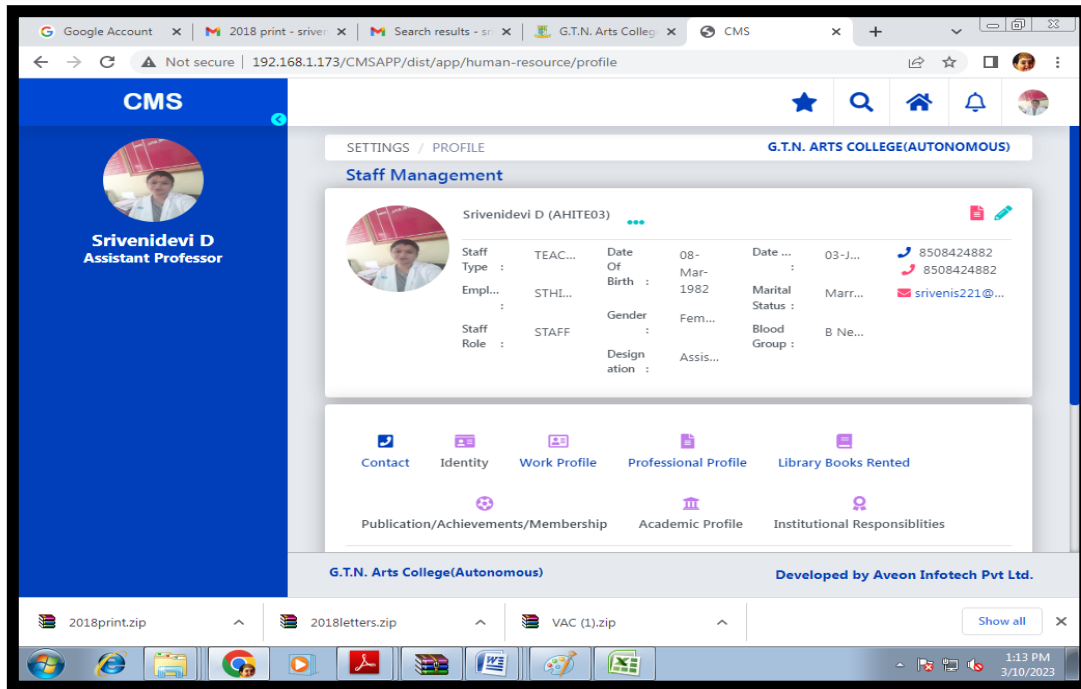 Google Account
2018 print - sriven
Search results - sri
G.T.N. Arts College
CMS
Not secure | 192.168.1.173/CMSAPP/dist/app/human-resource/profile
CMS
Srivenidevi D
Assistant Professor
SETTINGS / PROFILE
G.T.N. ARTS COLLEGE(AUTONOMOUS)
Staff Management
Srivenidevi D (AHITE03)
Staff Type : TEAC...
Empl... : STHI...
Staff Role : STAFF
Date Of Birth : 08-Mar-1982
Gender : Fem...
Designation : Assis...
Date ... : 03-J...
Marital Status : Marr...
Blood Group : B Ne...
8508424882
8508424882
srivenis221@...
Contact Identity Work Profile Professional Profile Library Books Rented
Publication/Achievements/Membership Academic Profile Institutional Responsiblities
G.T.N. Arts College(Autonomous)
Developed by Aveon Infotech Pvt Ltd.
2018print.zip
2018letters.zip
VAC (1).zip
Show all
1:13 PM
3/10/2023